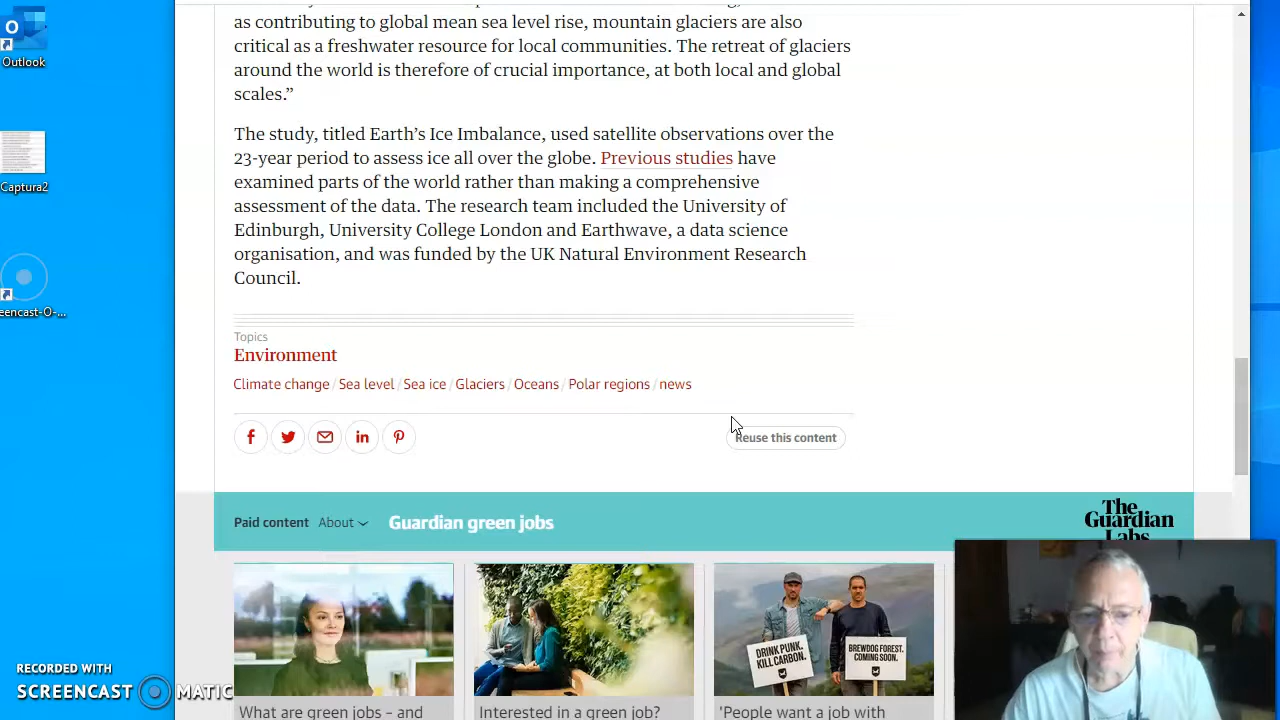 Outlook
Captura2
eencast-O-...
as contributing to global mean sea level rise, mountain glaciers are also
critical as a freshwater resource for local communities. The retreat of glaciers
around the world is therefore of crucial importance, at both local and global
scales.”
The study, titled Earth’s Ice Imbalance, used satellite observations over the
23-year period to assess ice all over the globe. Previous studies have
examined parts of the world rather than making a comprehensive
assessment of the data. The research team included the University of
Edinburgh, University College London and Earthwave, a data science
organisation, and was funded by the UK Natural Environment Research
Council.
Topics
Environment
Climate change / Sea level / Sea ice / Glaciers / Oceans / Polar regions / news
Reuse this content
Paid content About Guardian green jobs
The
Guardian
Labs
DRINK PUNK.
KILL CARBON.
BREWDOG FOREST.
COMING SOON.
What are green jobs – and
Interested in a green job?
'People want a job with
RECORDED WITH
SCREENCAST MATIC